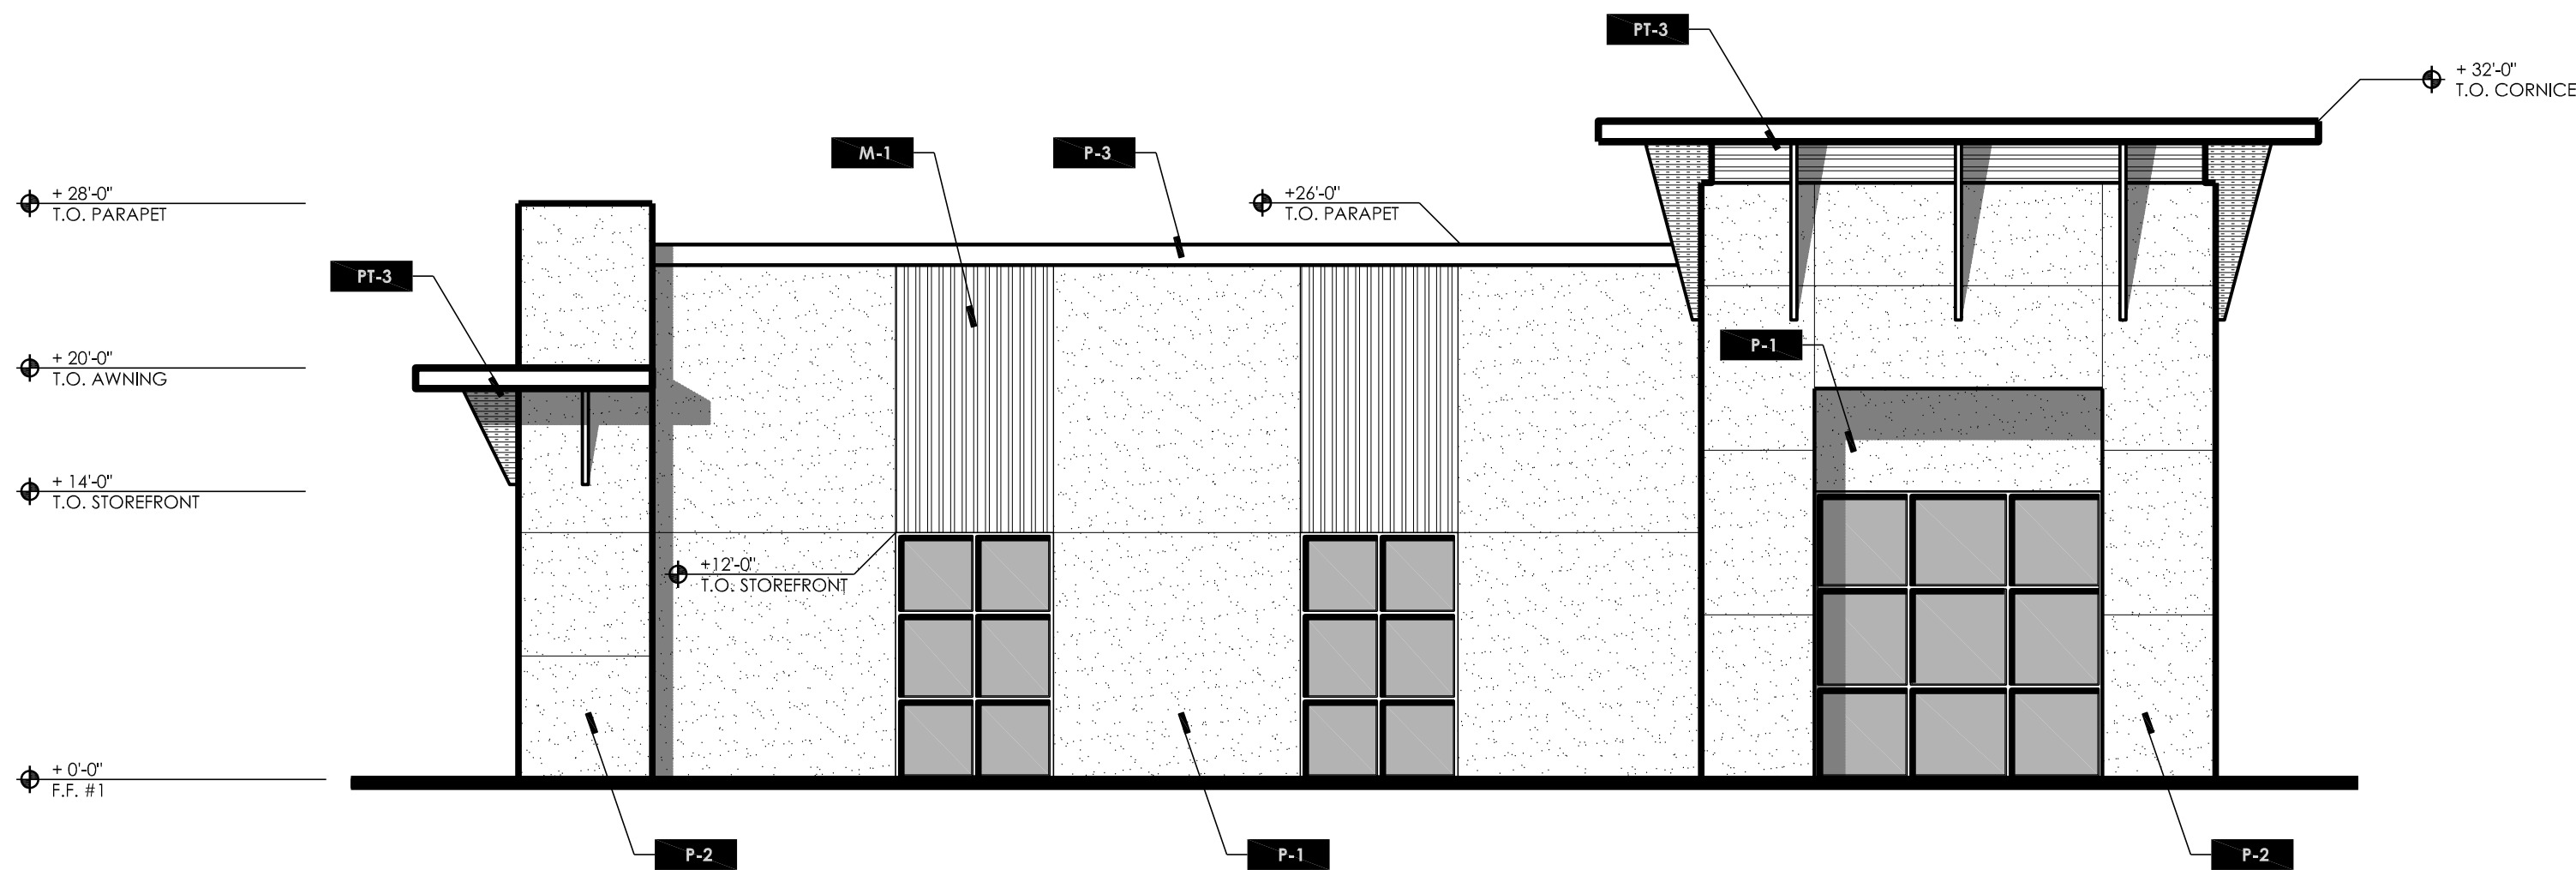 PT-3
+ 32'-0"
T.O. CORNICE
M-1
P-3
+ 28'-0"
T.O. PARAPET
+26'-0"
T.O. PARAPET
PT-3
P-1
+ 20'-0"
T.O. AWNING
+ 14'-0"
T.O. STOREFRONT
+12'-0"
T.O. STOREFRONT
+ 0'-0"
F.F. #1
P-2
P-1
P-2